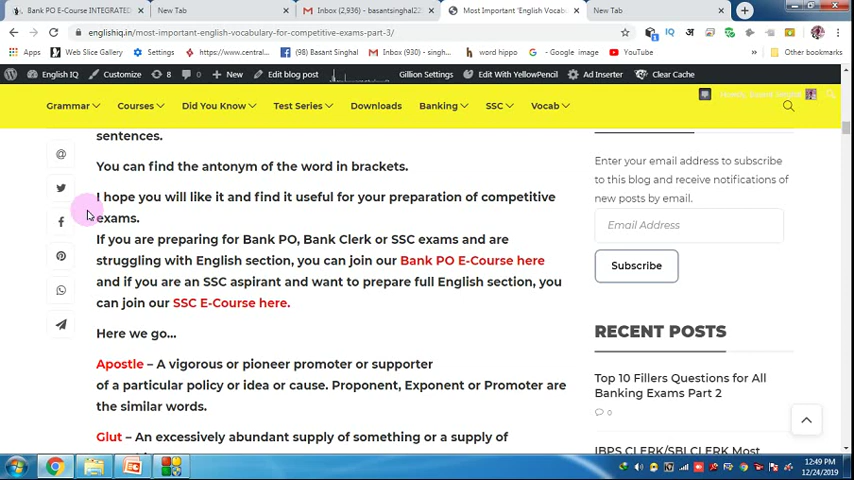 Bank PO E-Course INTEGRATED
New Tab
Inbox (2,936) - basantsinghal22
Most Important 'English Vocab
New Tab
englishiq.in/most-important-english-vocabulary-for-competitive-exams-part-3/
Bookmarks
Web Slice Gallery
Settings
https://www.central...
(98) Basant Singhal
Inbox (930) - singh...
word hippo
- Google image
YouTube
Other bookmarks
English IQ
Customize
8
0
New
Edit blog post
Gillion Settings
Edit With YellowPencil
Ad Inserter
Clear Cache
Grammar
Courses
Did You Know
Test Series
Downloads
Banking
SSC
Vocab
sentences.
You can find the antonym of the word in brackets.
I hope you will like it and find it useful for your preparation of competitive
exams.
If you are preparing for Bank PO, Bank Clerk or SSC exams and are
struggling with English section, you can join our Bank PO E-Course here
and if you are an SSC aspirant and want to prepare full English section, you
can join our SSC E-Course here.
Here we go...
Apostle – A vigorous or pioneer promoter or supporter
of a particular policy or idea or cause. Proponent, Exponent or Promoter are
the similar words.
Glut – An excessively abundant supply of something or a supply of
Enter your email address to subscribe
to this blog and receive notifications of
new posts by email.
Email Address
Subscribe
RECENT POSTS
Top 10 Fillers Questions for All
Banking Exams Part 2
0
IBPS CLERK/SBI CLERK Most
12:49 PM
12/24/2019